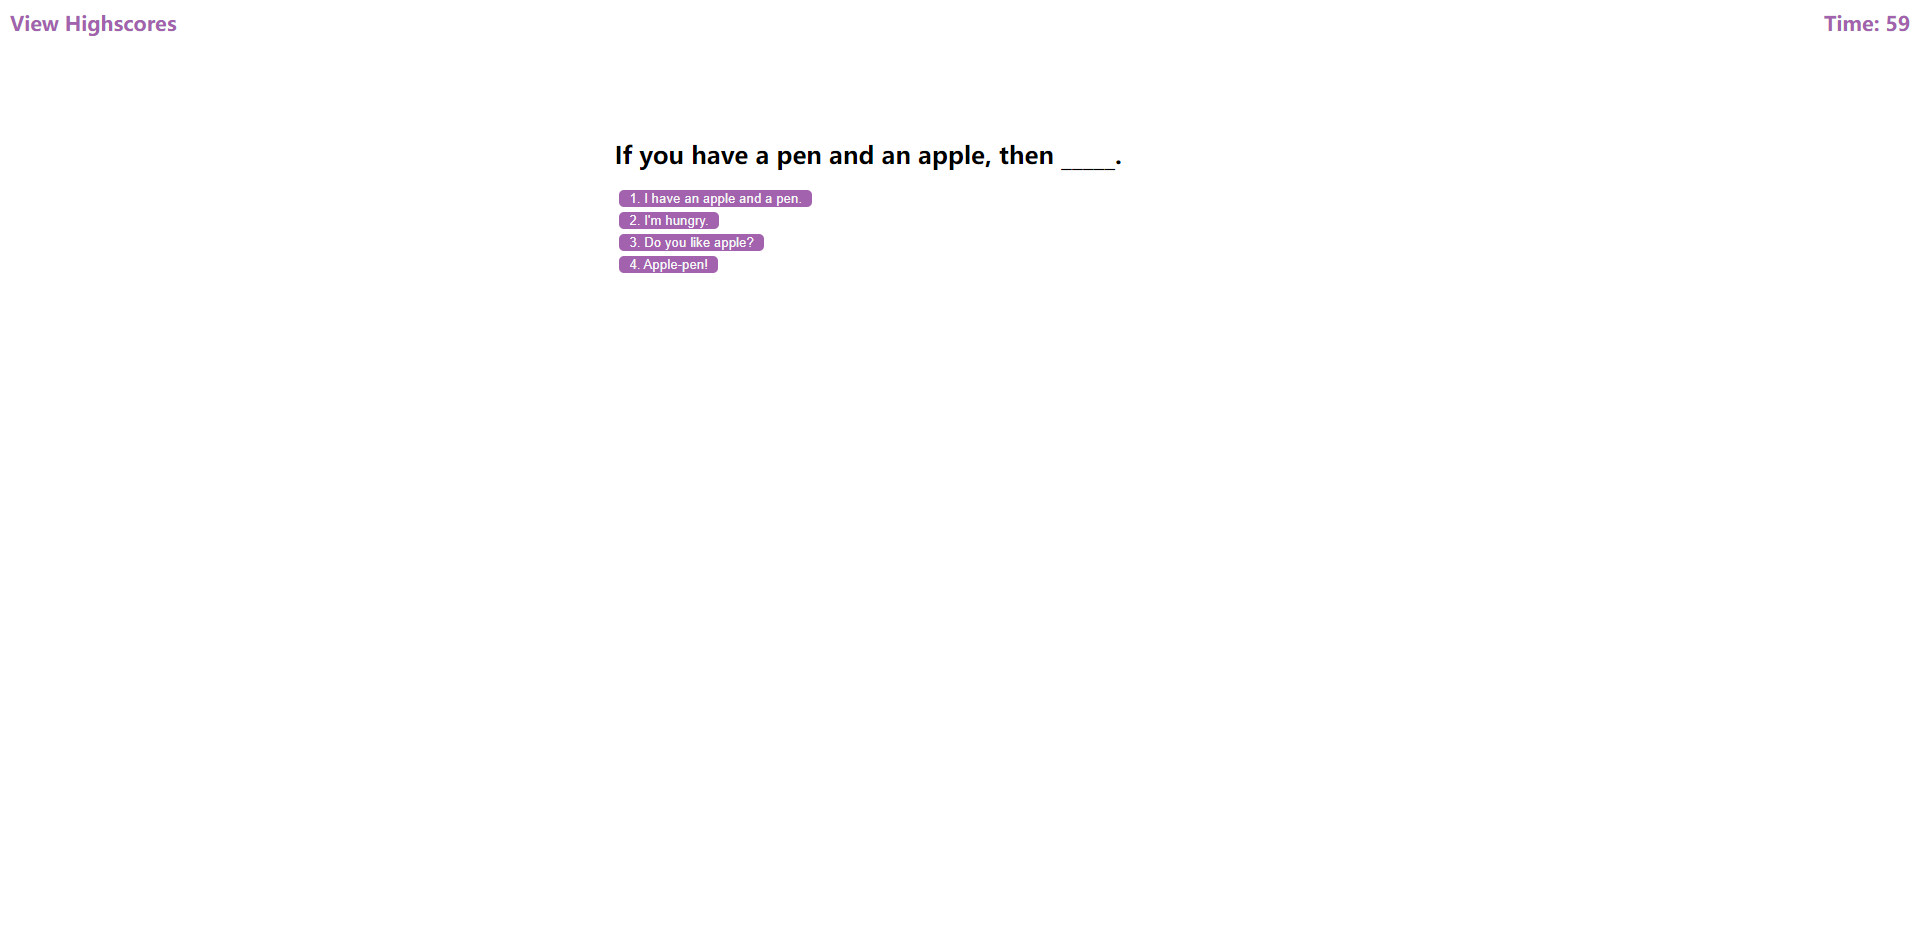 View Highscores
Time: 59
If you have a pen and an apple, then _____.
1. I have an apple and a pen.
2. I'm hungry.
3. Do you like apple?
4. Apple-pen!